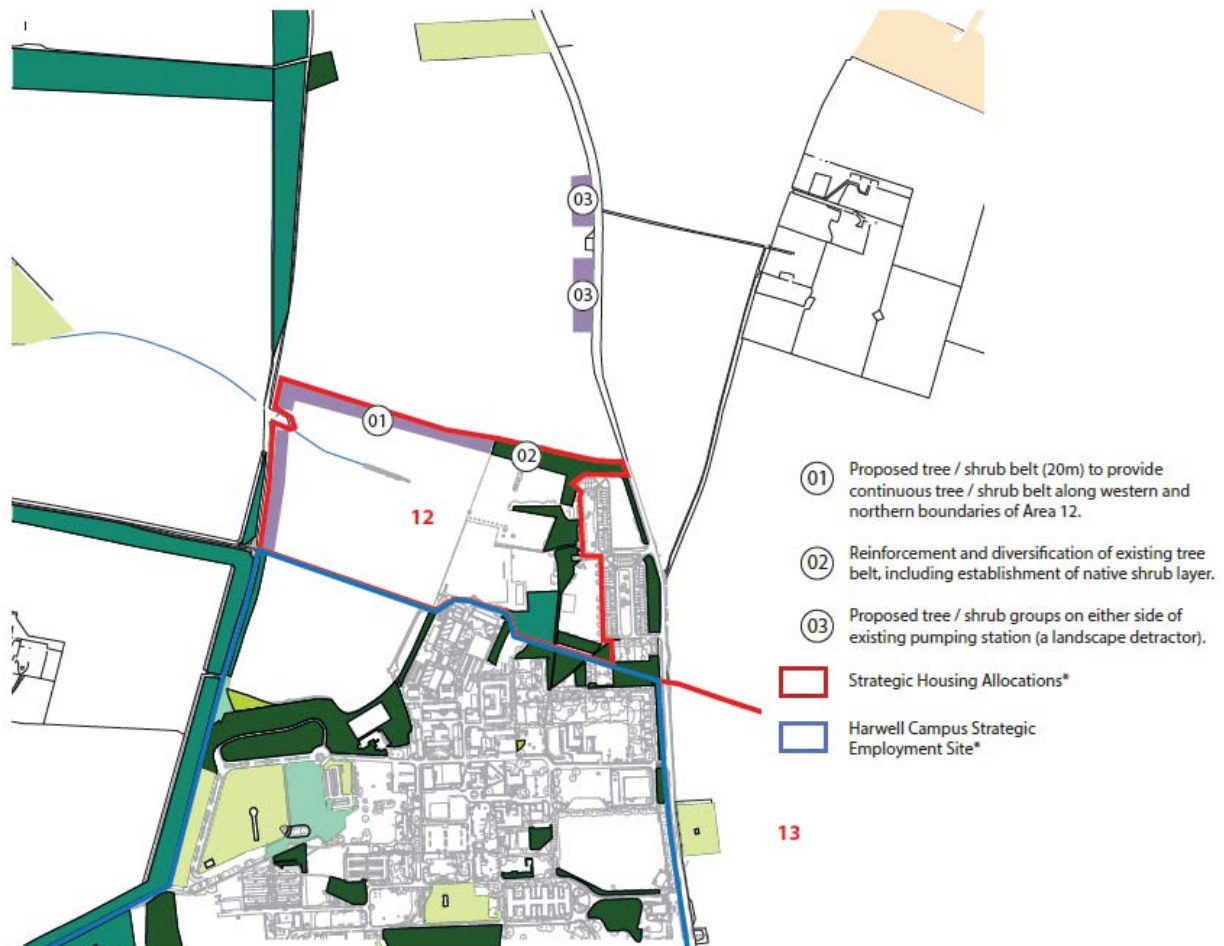 03
03
01
02
12
01 Proposed tree / shrub belt (20m) to provide
continuous tree / shrub belt along western and
northern boundaries of Area 12.
02 Reinforcement and diversification of existing tree
belt, including establishment of native shrub layer.
03 Proposed tree / shrub groups on either side of
existing pumping station (a landscape detractor).
Strategic Housing Allocations*
Harwell Campus Strategic
Employment Site*
13